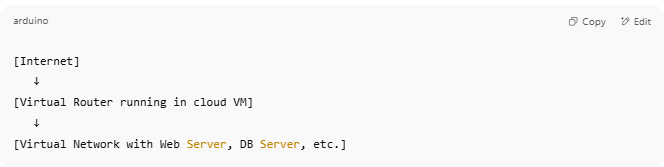 arduino Copy Edit
[Internet]
↓
[Virtual Router running in cloud VM]
↓
[Virtual Network with Web Server, DB Server, etc.]